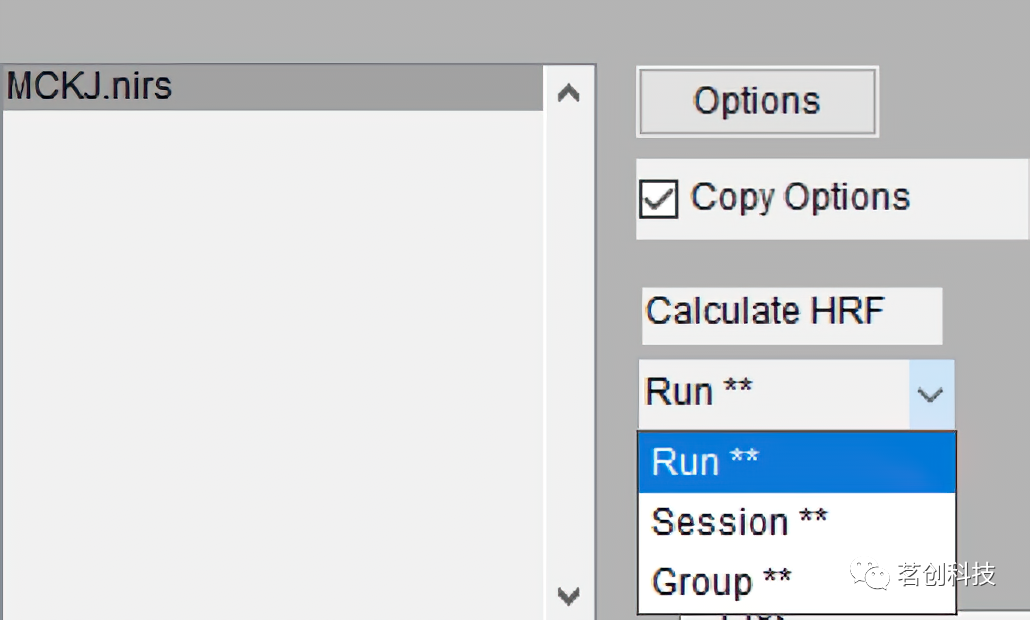 MCKJ.nirs
Options
Copy Options
Calculate HRF
Run **
Run **
Session **
Group **
茗创科技